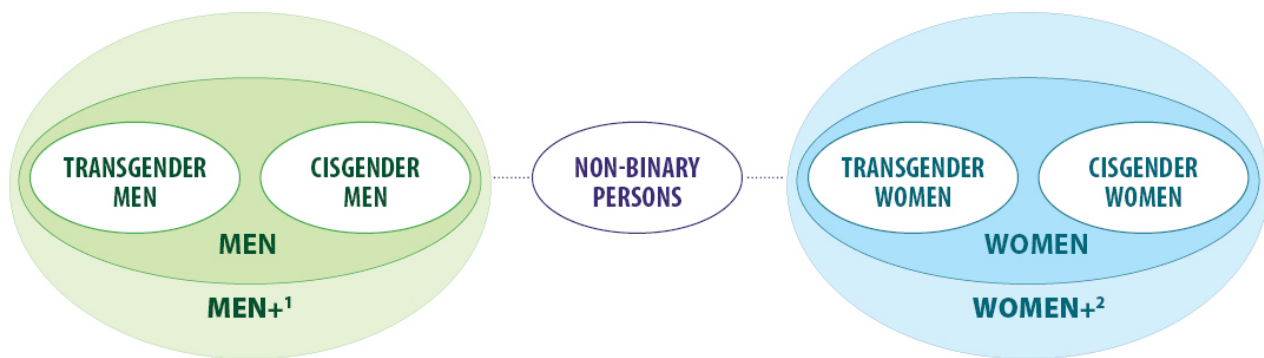 TRANSGENDER
MEN
CISGENDER
MEN
MEN
MEN+¹
NON-BINARY
PERSONS
TRANSGENDER
WOMEN
CISGENDER
WOMEN
WOMEN
WOMEN+²